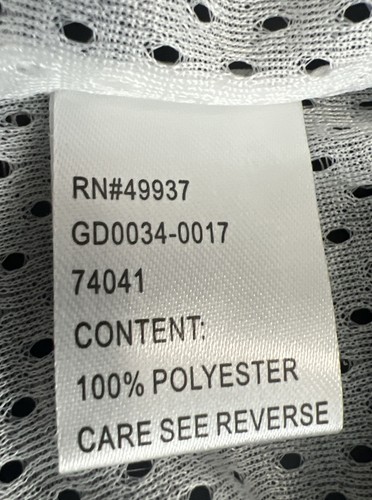 RN#49937
GD0034-0017
74041
CONTENT:
100% POLYESTER
CARE SEE REVERSE